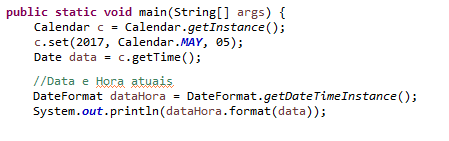 public static void main(String[] args) {
Calendar c = Calendar.getInstance();
c.set(2017, Calendar.MAY, 05);
Date data = c.getTime();
//Data e Hora atuais
DateFormat dataHora = DateFormat.getDateTimeInstance();
System.out.println(dataHora.format(data));